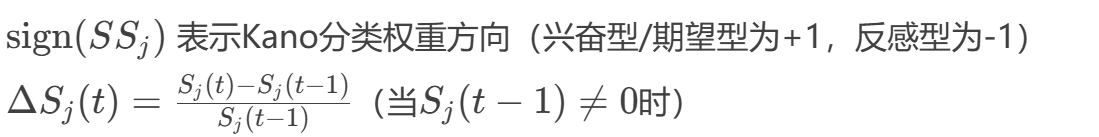 sign(SS_j) 表示Kano分类权重方向（兴奋型/期望型为+1，反感型为-1）
ΔS_j(t) = \frac{S_j(t)−S_j(t−1)}{S_j(t−1)}（当S_j(t − 1) ≠ 0时）